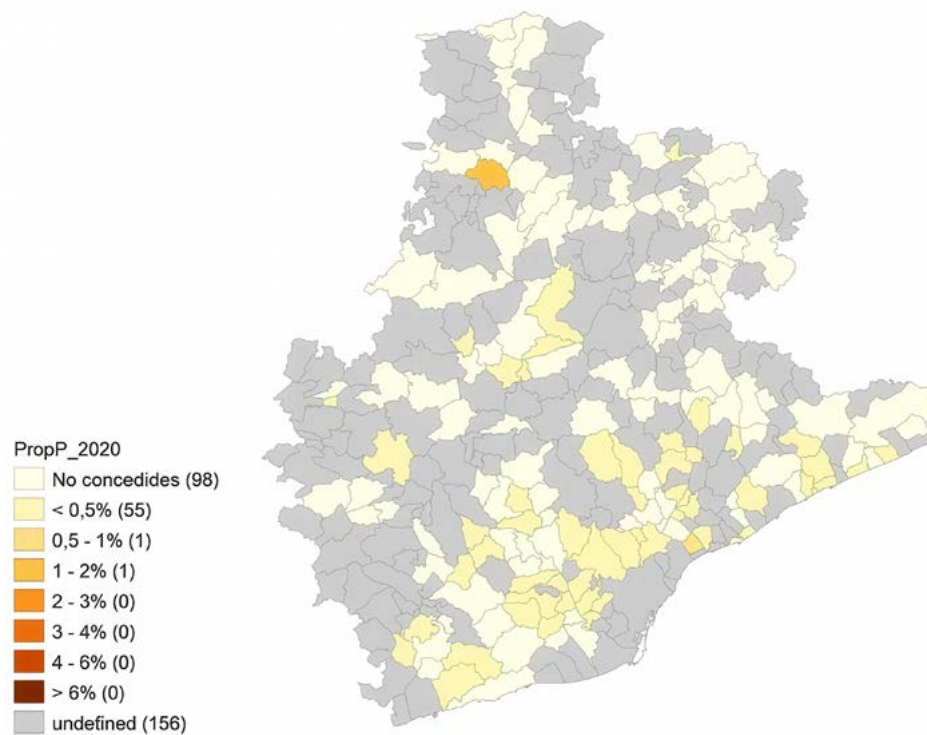 PropP_2020
No concedides (98)
< 0,5% (55)
0,5 - 1% (1)
1 - 2% (1)
2 - 3% (0)
3 - 4% (0)
4 - 6% (0)
> 6% (0)
undefined (156)